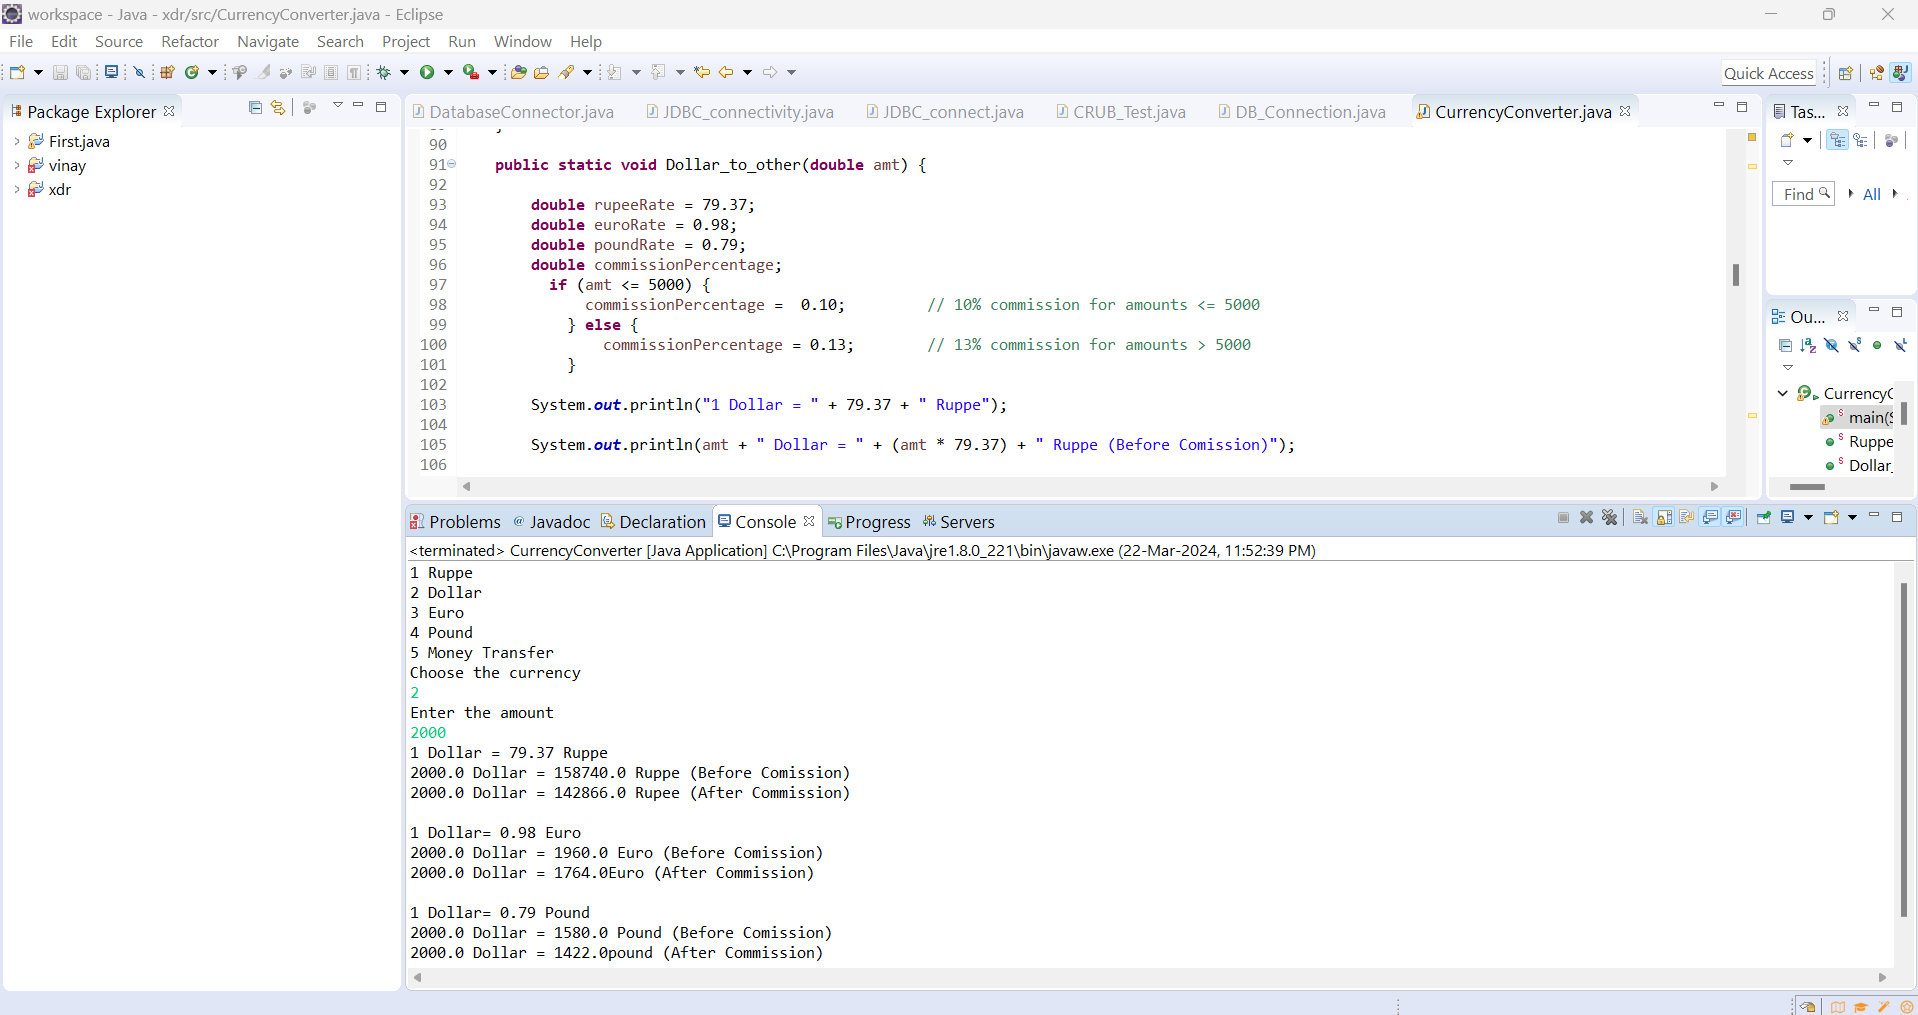 workspace - Java - xdr/src/CurrencyConverter.java - Eclipse
File Edit Source Refactor Navigate Search Project Run Window Help
Quick Access
Package Explorer
First.java
vinay
xdr
DatabaseConnector.java JDBC_connectivity.java JDBC_connect.java CRUB_Test.java DB_Connection.java CurrencyConverter.java
90
91 public static void Dollar_to_other(double amt) {
92
93 double rupeeRate = 79.37;
94 double euroRate = 0.98;
95 double poundRate = 0.79;
96 double commissionPercentage;
97 if (amt <= 5000) {
98 commissionPercentage =  0.10; // 10% commission for amounts <= 5000
99 } else {
100 commissionPercentage = 0.13; // 13% commission for amounts > 5000
101 }
102
103 System.out.println("1 Dollar = " + 79.37 + " Ruppe");
104
105 System.out.println(amt + " Dollar = " + (amt * 79.37) + " Ruppe (Before Comission)");
106
Tas...
Find All
Ou...
CurrencyC
main(S
Ruppe
Dollar_
Problems Javadoc Declaration Console Progress Servers
<terminated> CurrencyConverter [Java Application] C:\Program Files\Java\jre1.8.0_221\bin\javaw.exe (22-Mar-2024, 11:52:39 PM)
1 Ruppe
2 Dollar
3 Euro
4 Pound
5 Money Transfer
Choose the currency
2
Enter the amount
2000
1 Dollar = 79.37 Ruppe
2000.0 Dollar = 158740.0 Ruppe (Before Comission)
2000.0 Dollar = 142866.0 Rupee (After Commission)
1 Dollar= 0.98 Euro
2000.0 Dollar = 1960.0 Euro (Before Comission)
2000.0 Dollar = 1764.0Euro (After Commission)
1 Dollar= 0.79 Pound
2000.0 Dollar = 1580.0 Pound (Before Comission)
2000.0 Dollar = 1422.0pound (After Commission)